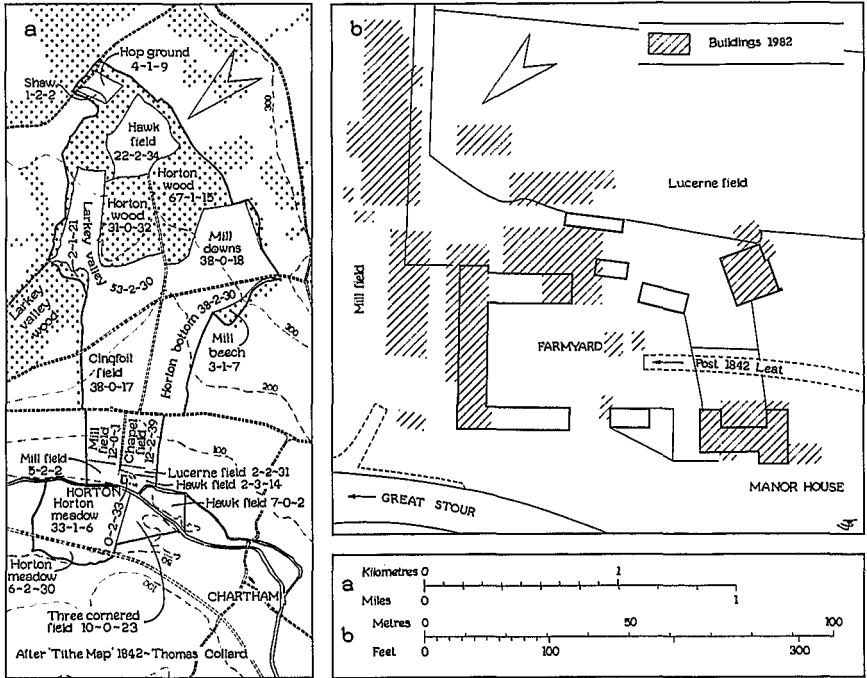 a
Hop ground
4-1-9
Shaw
1-2-2
300
Hawk
field
22-2-34
Horton
wood
67-1-15
Horton
wood
31-0-32
Larkey valley
2-1-21
53-2-30
Mill
downs
38-0-18
Larkey
valley
wood
Horton bottom 38-2-30
300
Cinqfoil
field
38-0-17
Mill
beech
3-1-7
200
Mill
field
12-0-1
Chapel
field
12-2-39
100
Mill field
5-2-2
Lucerne field 2-2-31
Hawk field 2-3-14
HORTON
Hawk field 7-0-2
Horton
meadow
33-1-6
0-2-33
Horton
meadow
6-2-30
100
CHARTHAM
Three cornered
field 10-0-23
After 'Tithe Map' 1842~Thomas Collard
b
Buildings 1982
Lucerne field
Mill field
FARMYARD
Post 1842 Leat
MANOR HOUSE
GREAT STOUR
a
Kilometres 0 1
Miles 0 1
b
Metres 0 50 100
Feet 0 100 300